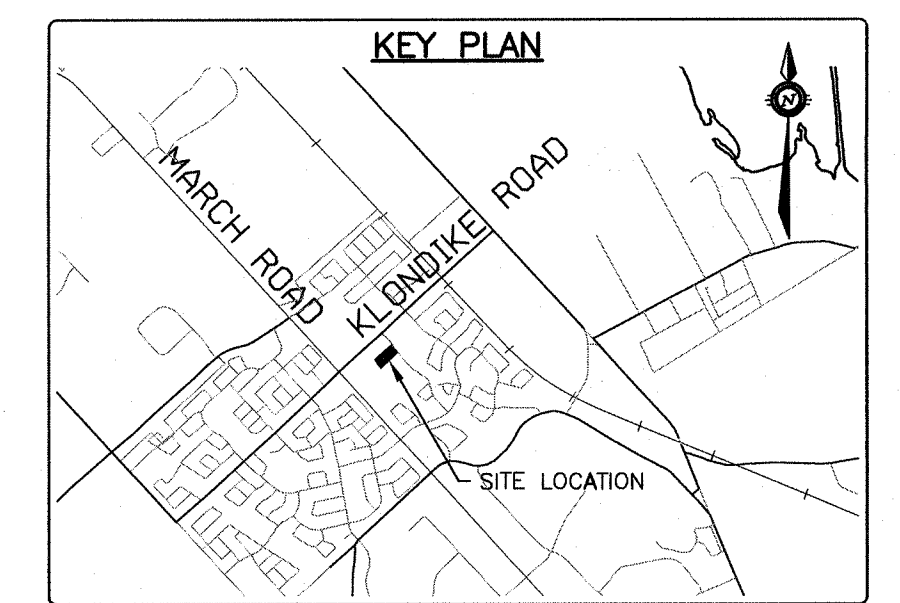 KEY PLAN
N
MARCH ROAD
KLONDIKE ROAD
SITE LOCATION